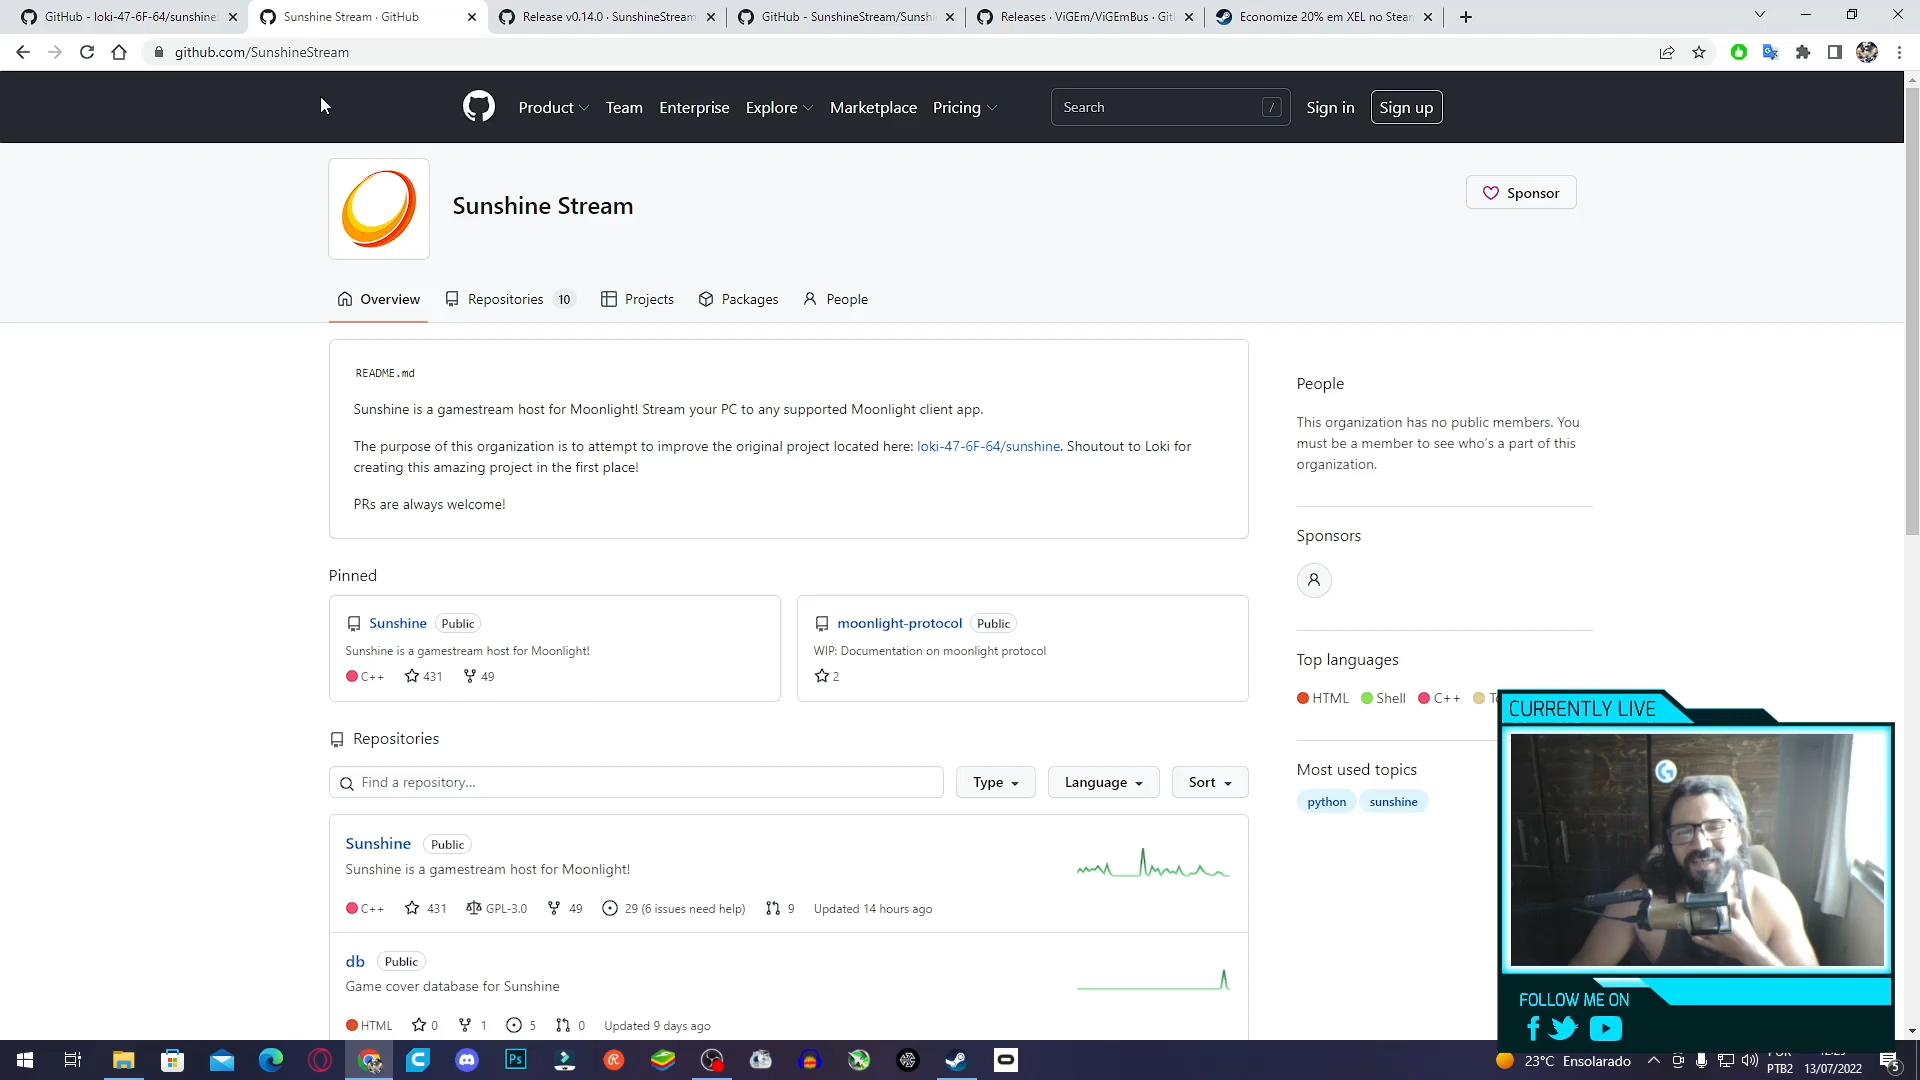 GitHub - loki-47-6F-64/sunshine:
Sunshine Stream · GitHub
Release v0.14.0 · SunshineStream
GitHub - SunshineStream/Sunshi
Releases · ViGEm/ViGEmBus · Git
Economize 20% em XEL no Stean
github.com/SunshineStream
Product
Team
Enterprise
Explore
Marketplace
Pricing
Search
/
Sign in
Sign up
Sunshine Stream
Sponsor
Overview
Repositories 10
Projects
Packages
People
README.md
Sunshine is a gamestream host for Moonlight! Stream your PC to any supported Moonlight client app.
The purpose of this organization is to attempt to improve the original project located here: loki-47-6F-64/sunshine. Shoutout to Loki for
creating this amazing project in the first place!
PRs are always welcome!
People
This organization has no public members. You
must be a member to see who's a part of this
organization.
Sponsors
Top languages
HTML Shell C++
Most used topics
python sunshine
Pinned
Sunshine Public
Sunshine is a gamestream host for Moonlight!
C++ 431 49
moonlight-protocol Public
WIP: Documentation on moonlight protocol
2
Repositories
Find a repository...
Type
Language
Sort
Sunshine Public
Sunshine is a gamestream host for Moonlight!
C++ 431 GPL-3.0 49 29 (6 issues need help) 9 Updated 14 hours ago
db Public
Game cover database for Sunshine
HTML 0 1 5 0 Updated 9 days ago
CURRENTLY LIVE
FOLLOW ME ON
23°C Ensolarado
PTB2
13/07/2022
5